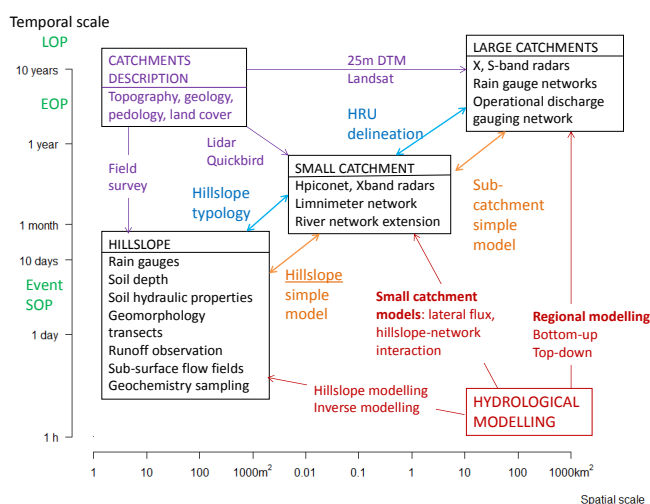 Temporal scale
LOP
10 years
EOP
1 year
1 month
10 days
Event
SOP
1 day
1 h
CATCHMENTS
DESCRIPTION
Topography, geology,
pedology, land cover
25m DTM
Landsat
LARGE CATCHMENTS
X, S-band radars
Rain gauge networks
Operational discharge
gauging network
HRU
delineation
Lidar
Quickbird
Field
survey
Hillslope
typology
SMALL CATCHMENT
Hpiconet, Xband radars
Limnimeter network
River network extension
Sub-
catchment
simple
model
HILLSLOPE
Rain gauges
Soil depth
Soil hydraulic properties
Geomorphology
transects
Runoff observation
Sub-surface flow fields
Geochemistry sampling
Hillslope
simple
model
Small catchment
models: lateral flux,
hillslope-network
interaction
Regional modelling
Bottom-up
Top-down
Hillslope modelling
Inverse modelling
HYDROLOGICAL
MODELLING
1 10 100 1000m² 0.01 0.1 1 10 100 1000km²
Spatial scale